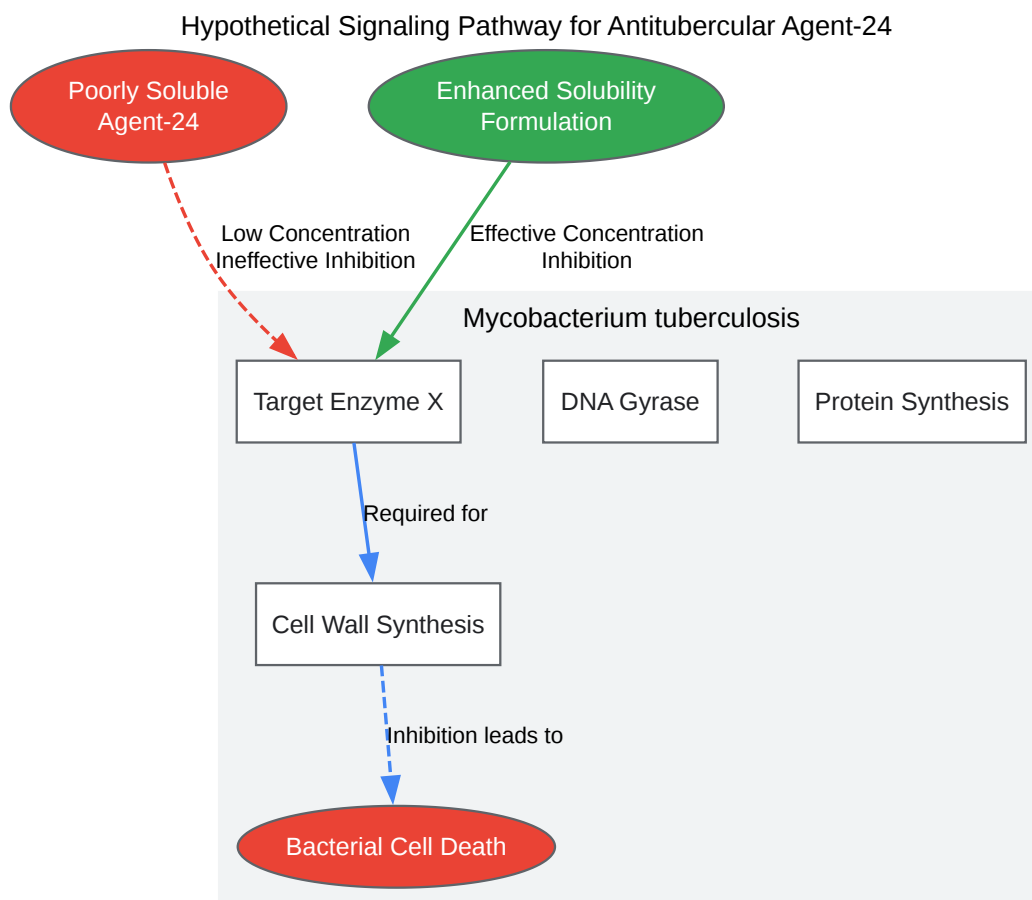 Hypothetical Signaling Pathway for Antitubercular Agent-24
Poorly Soluble
Agent-24
Enhanced Solubility
Formulation
Low Concentration
Ineffective Inhibition
Effective Concentration
Inhibition
Mycobacterium tuberculosis
Target Enzyme X
DNA Gyrase
Protein Synthesis
Required for
Cell Wall Synthesis
Inhibition leads to
Bacterial Cell Death